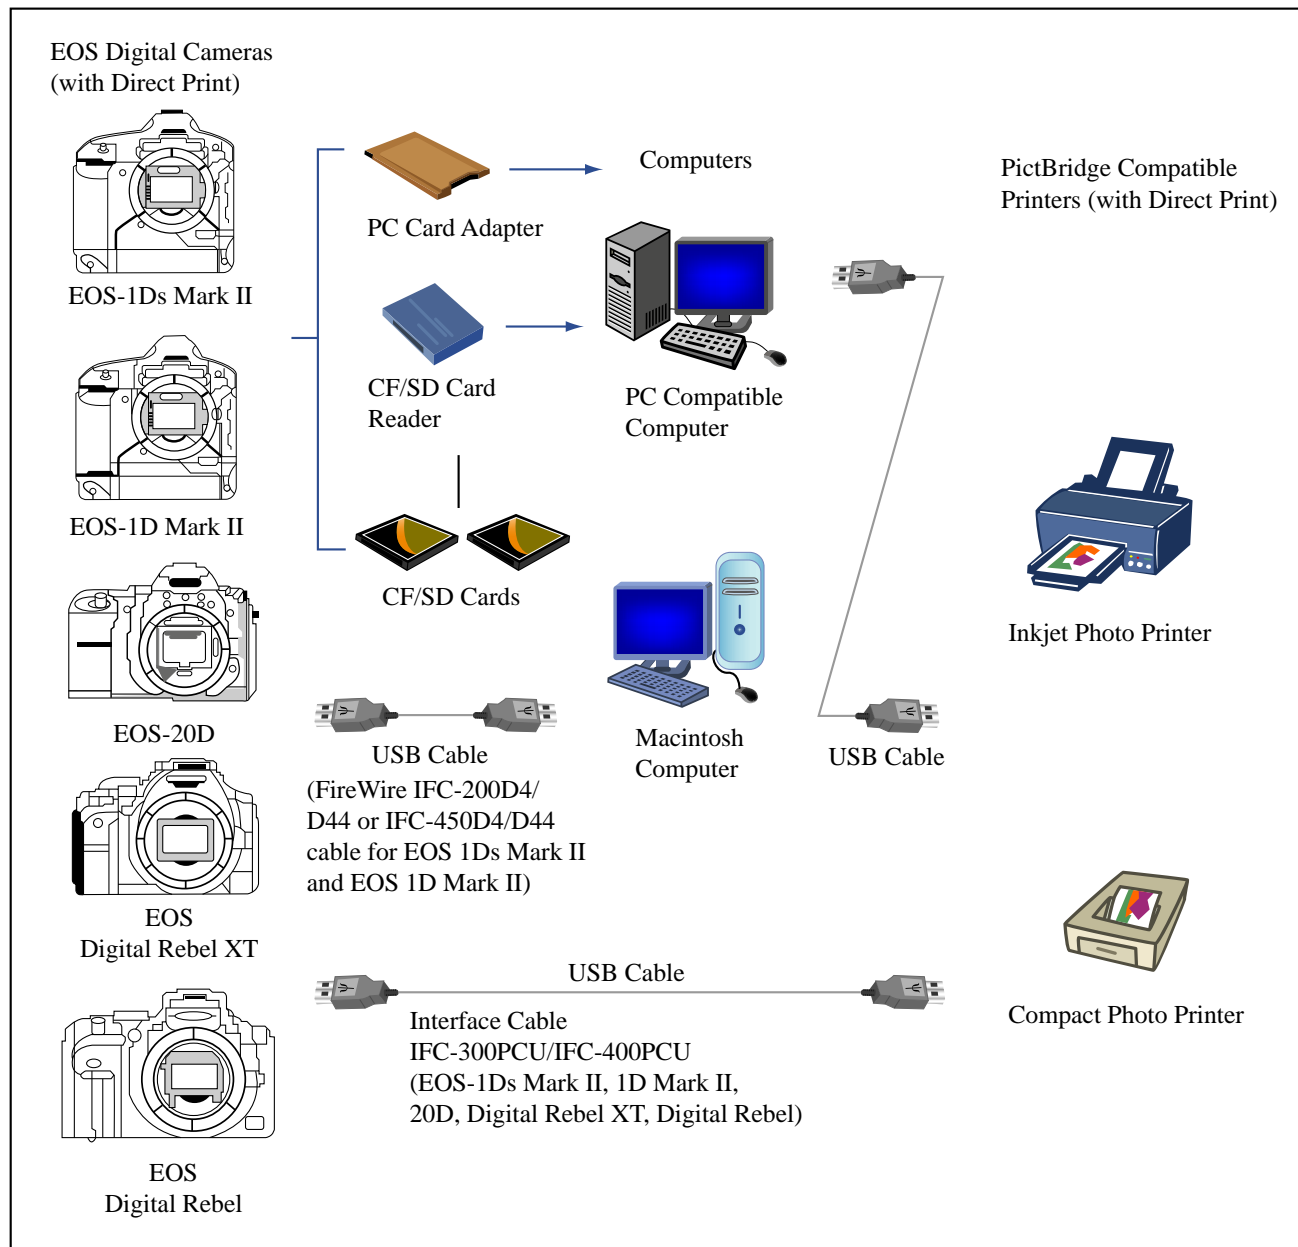 EOS Digital Cameras
(with Direct Print)
EOS-1Ds Mark II
EOS-1D Mark II
EOS-20D
EOS
Digital Rebel XT
EOS
Digital Rebel
PC Card Adapter
CF/SD Card
Reader
CF/SD Cards
USB Cable
(FireWire IFC-200D4/
D44 or IFC-450D4/D44
cable for EOS 1Ds Mark II
and EOS 1D Mark II)
Computers
PC Compatible
Computer
Macintosh
Computer
USB Cable
PictBridge Compatible
Printers (with Direct Print)
Inkjet Photo Printer
Compact Photo Printer
USB Cable
Interface Cable
IFC-300PCU/IFC-400PCU
(EOS-1Ds Mark II, 1D Mark II,
20D, Digital Rebel XT, Digital Rebel)